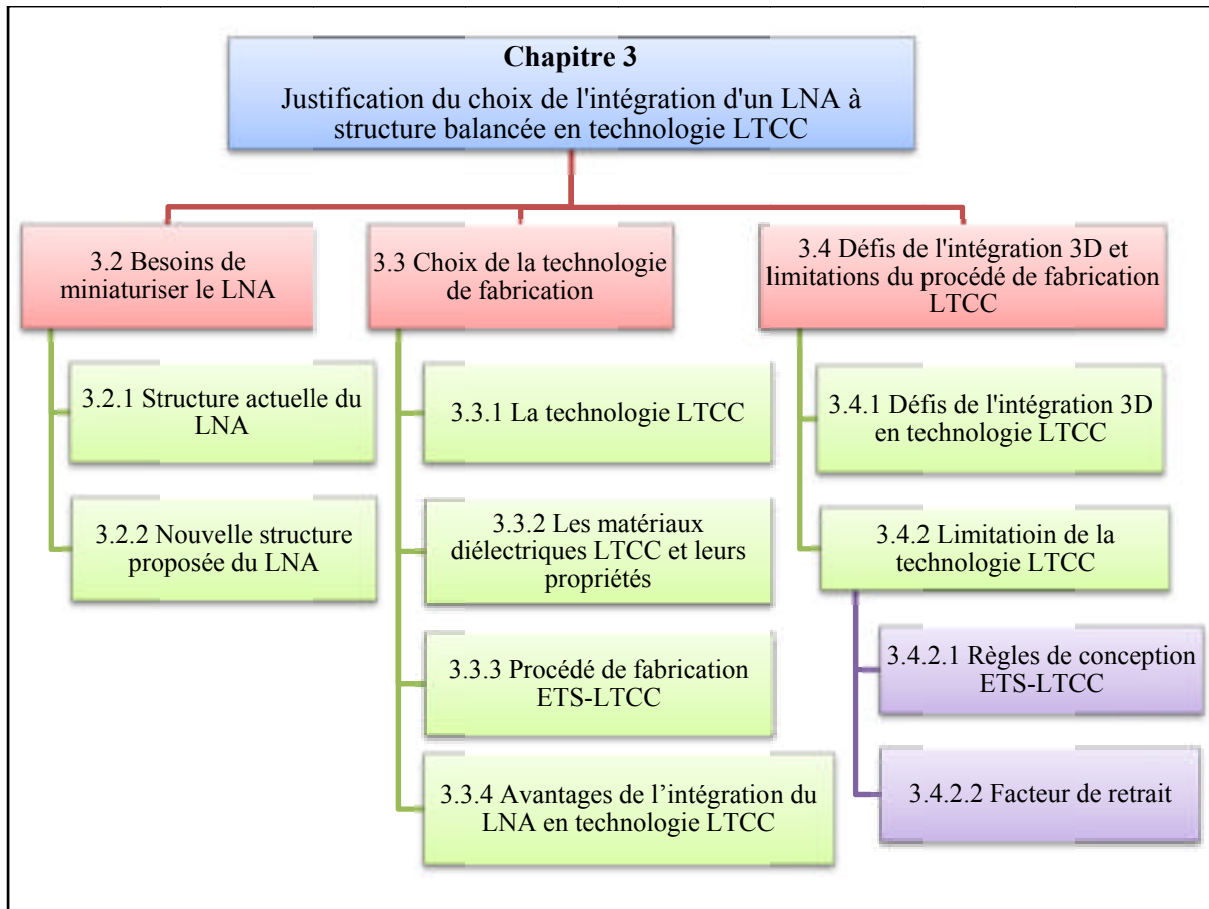 Chapitre 3
Justification du choix de l'intégration d'un LNA à
structure balancée en technologie LTCC
3.2 Besoins de
miniaturiser le LNA
3.2.1 Structure actuelle du
LNA
3.2.2 Nouvelle structure
proposée du LNA
3.3 Choix de la technologie
de fabrication
3.3.1 La technologie LTCC
3.3.2 Les matériaux
diélectriques LTCC et leurs
propriétés
3.3.3 Procédé de fabrication
ETS-LTCC
3.3.4 Avantages de l’intégration du
LNA en technologie LTCC
3.4 Défis de l'intégration 3D et
limitations du procédé de fabrication
LTCC
3.4.1 Défis de l'intégration 3D
en technologie LTCC
3.4.2 Limitatioin de la
technologie LTCC
3.4.2.1 Règles de conception
ETS-LTCC
3.4.2.2 Facteur de retrait